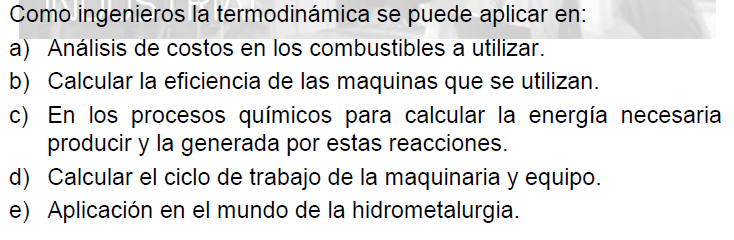 Como ingenieros la termodinámica se puede aplicar en:
a) Análisis de costos en los combustibles a utilizar.
b) Calcular la eficiencia de las maquinas que se utilizan.
c) En los procesos químicos para calcular la energía necesaria
producir y la generada por estas reacciones.
d) Calcular el ciclo de trabajo de la maquinaria y equipo.
e) Aplicación en el mundo de la hidrometalurgia.